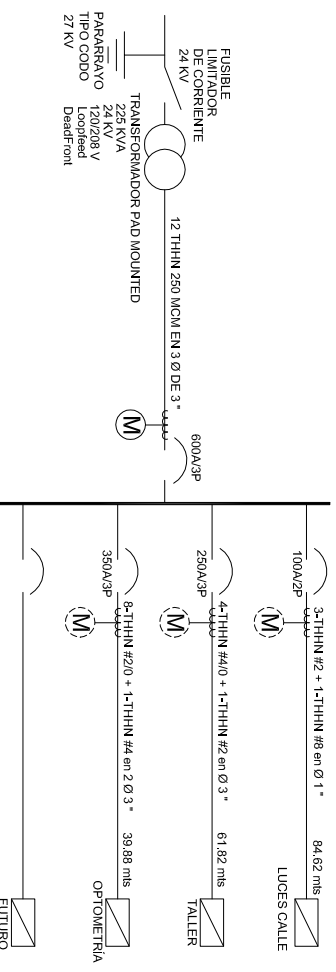 FUSIBLE
LIMITADOR
DE CORRIENTE
24 KV
PARARRAYO
TIPO CODO
27 KV
TRANSFORMADOR PAD MOUNTED
225 KVA
24 KV
120/208 V
Loopfeed
DeadFront
12 THHN 250 MCM EN 3 Ø DE 3 "
M
600A/3P
100A/2P
3-THHN #2 + 1-THHN #8 en Ø 1 "
84.62 mts
M
LUCES CALLE
250A/3P
4-THHN #4/0 + 1-THHN #2 en Ø 3 "
61.82 mts
M
TALLER
350A/3P
8-THHN #2/0 + 1-THHN #4 en 2 Ø 3 "
39.88 mts
M
OPTOMETRÍA
FUTURO